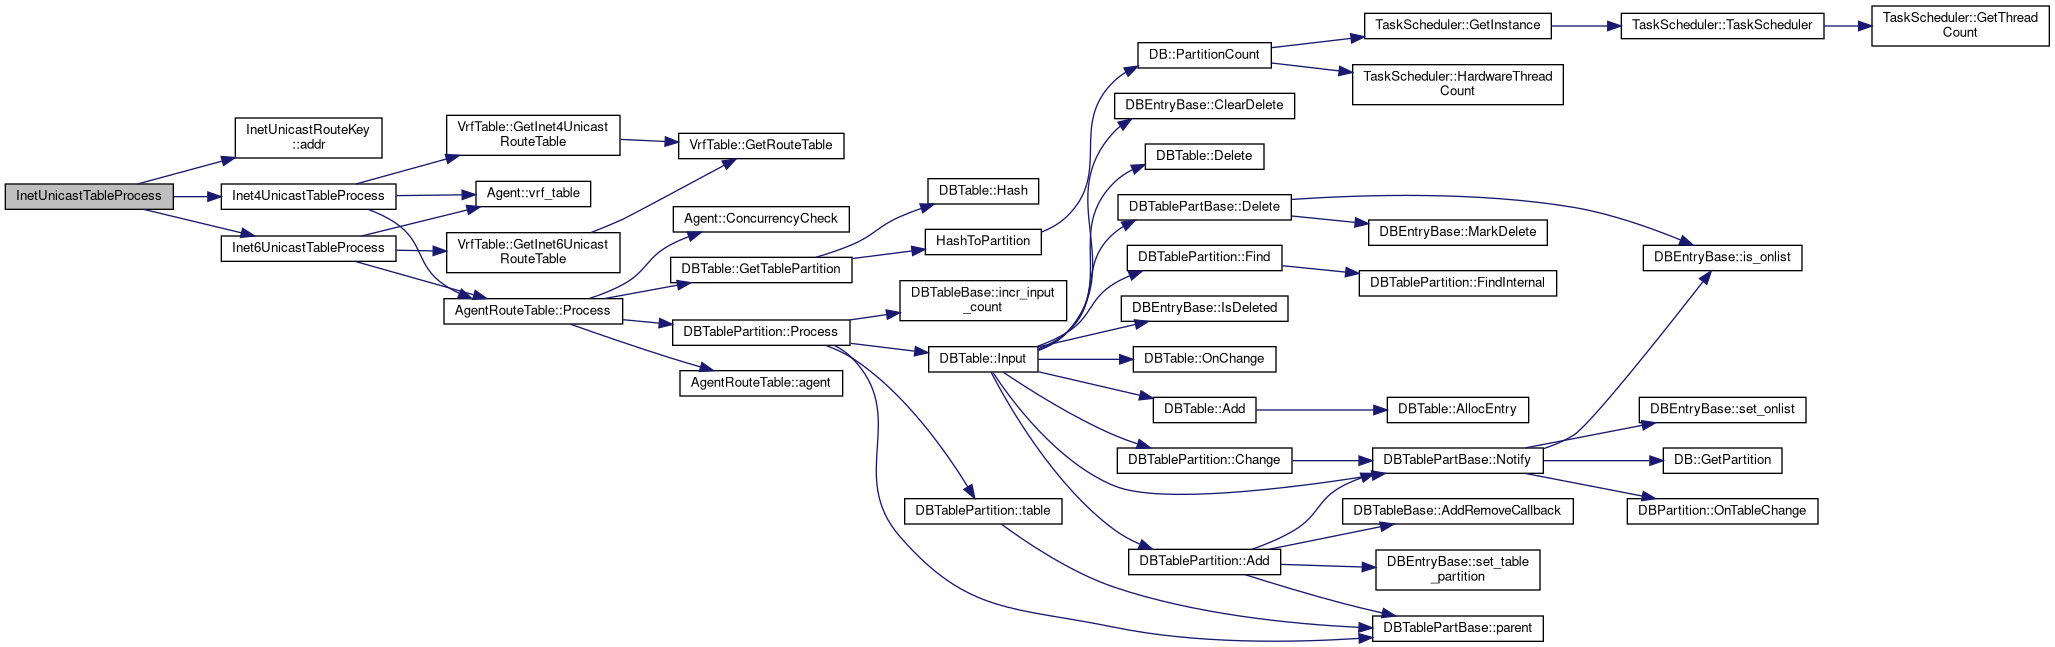 InetUnicastTableProcess
InetUnicastRouteKey
::addr
Inet4UnicastTableProcess
Inet6UnicastTableProcess
VrfTable::GetInet4Unicast
RouteTable
Agent::vrf_table
VrfTable::GetInet6Unicast
RouteTable
AgentRouteTable::Process
VrfTable::GetRouteTable
Agent::ConcurrencyCheck
DBTable::GetTablePartition
DBTablePartition::Process
AgentRouteTable::agent
DBTable::Hash
HashToPartition
DBTableBase::incr_input
_count
DBTable::Input
DBTablePartition::table
DB::PartitionCount
DBEntryBase::ClearDelete
DBTable::Delete
DBTablePartBase::Delete
DBTablePartition::Find
DBEntryBase::IsDeleted
DBTable::OnChange
DBTable::Add
DBTablePartition::Change
DBTablePartition::Add
TaskScheduler::GetInstance
TaskScheduler::HardwareThread
Count
DBEntryBase::MarkDelete
DBTablePartition::FindInternal
DBTable::AllocEntry
DBTablePartBase::Notify
DBTableBase::AddRemoveCallback
DBEntryBase::set_table
_partition
DBTablePartBase::parent
TaskScheduler::TaskScheduler
DBEntryBase::is_onlist
DBEntryBase::set_onlist
DB::GetPartition
DBPartition::OnTableChange
TaskScheduler::GetThread
Count